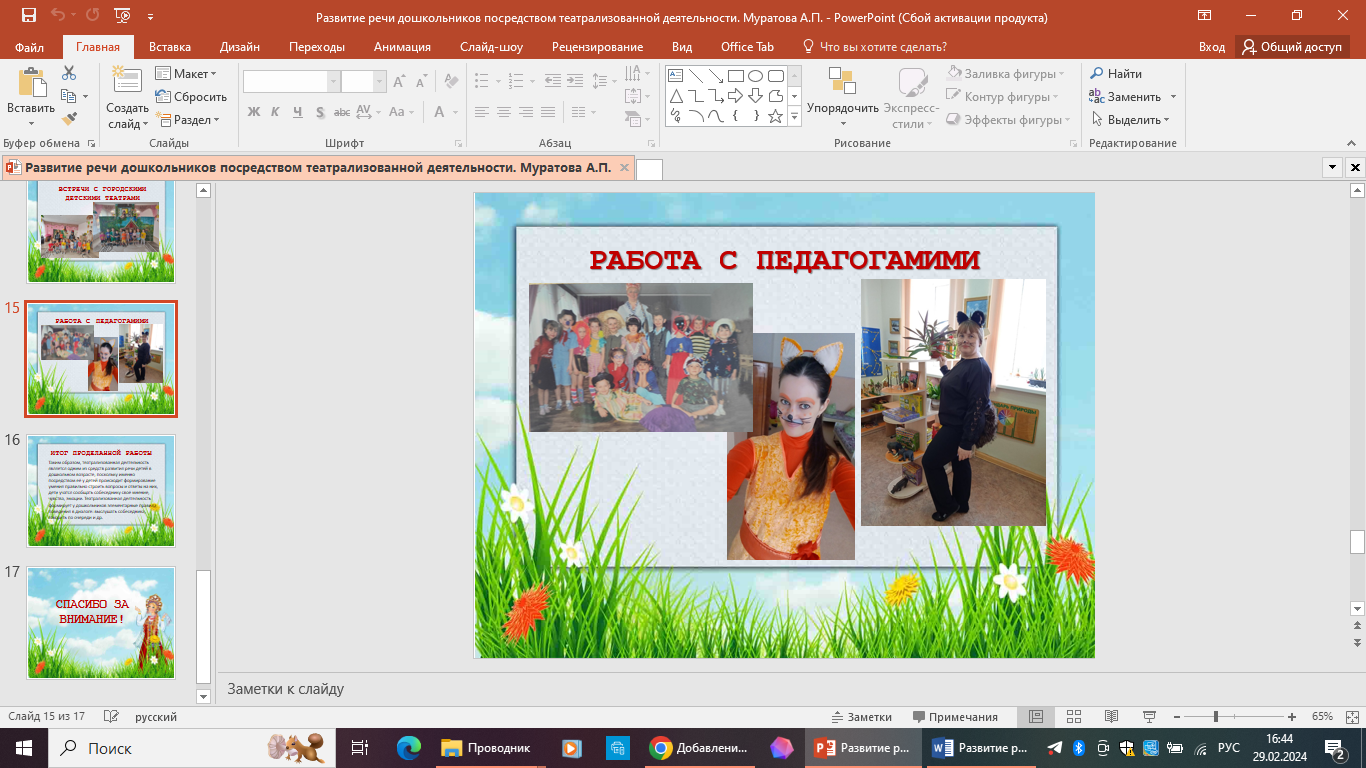 Развитие речи дошкольников посредством театрализованной деятельности. Муратова А.П. - PowerPoint (Сбой активации продукта)
Файл Главная Вставка Дизайн Переходы Анимация Слайд-шоу Рецензирование Вид Office Tab Что вы хотите сделать? Вход Общий доступ
Вставить
Создать слайд
Макет
Сбросить
Раздел
Ж К Ч S abc AV Aa А
Упорядочить
Экспресс-стили
Заливка фигуры
Контур фигуры
Эффекты фигуры
Найти
Заменить
Выделить
Буфер обмена Слайды Шрифт Абзац Рисование Редактирование
Развитие речи дошкольников посредством театрализованной деятельности. Муратова А.П.
ВСТРЕЧИ С ГОРОДСКИМИ
ДЕТСКИМИ ТЕАТРАМИ
15
РАБОТА С ПЕДАГОГАМИМИ
16
ИТОГ ПРОДЕЛАННОЙ РАБОТЫ
17
СПАСИБО ЗА
ВНИМАНИЕ!
РАБОТА С ПЕДАГОГАМИМИ
Заметки к слайду
Слайд 15 из 17 русский Заметки Примечания 65%
Поиск Проводник Добавлени... Развитие р... Развитие р... РУС 16:44
29.02.2024
2